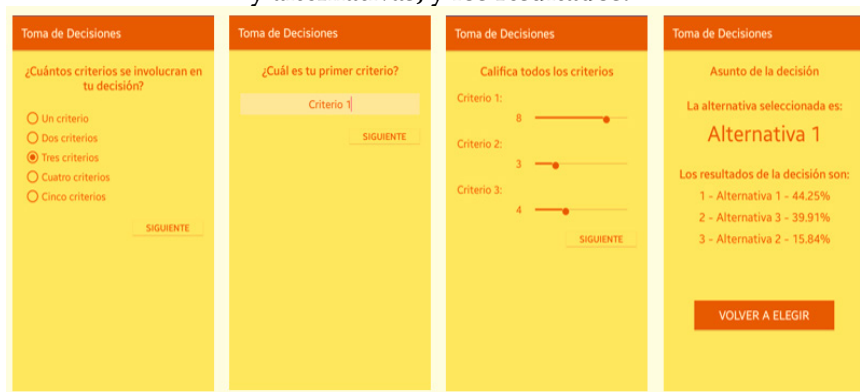 y alternativas, y los resultados.
Toma de Decisiones
¿Cuántos criterios se involucran en
tu decisión?
Un criterio
Dos criterios
Tres criterios
Cuatro criterios
Cinco criterios
SIGUIENTE
Toma de Decisiones
¿Cuál es tu primer criterio?
Criterio 1
SIGUIENTE
Toma de Decisiones
Califica todos los criterios
Criterio 1:
8
Criterio 2:
3
Criterio 3:
4
SIGUIENTE
Toma de Decisiones
Asunto de la decisión
La alternativa seleccionada es:
Alternativa 1
Los resultados de la decisión son:
1 - Alternativa 1 - 44.25%
2 - Alternativa 3 - 39.91%
3 - Alternativa 2 - 15.84%
VOLVER A ELEGIR